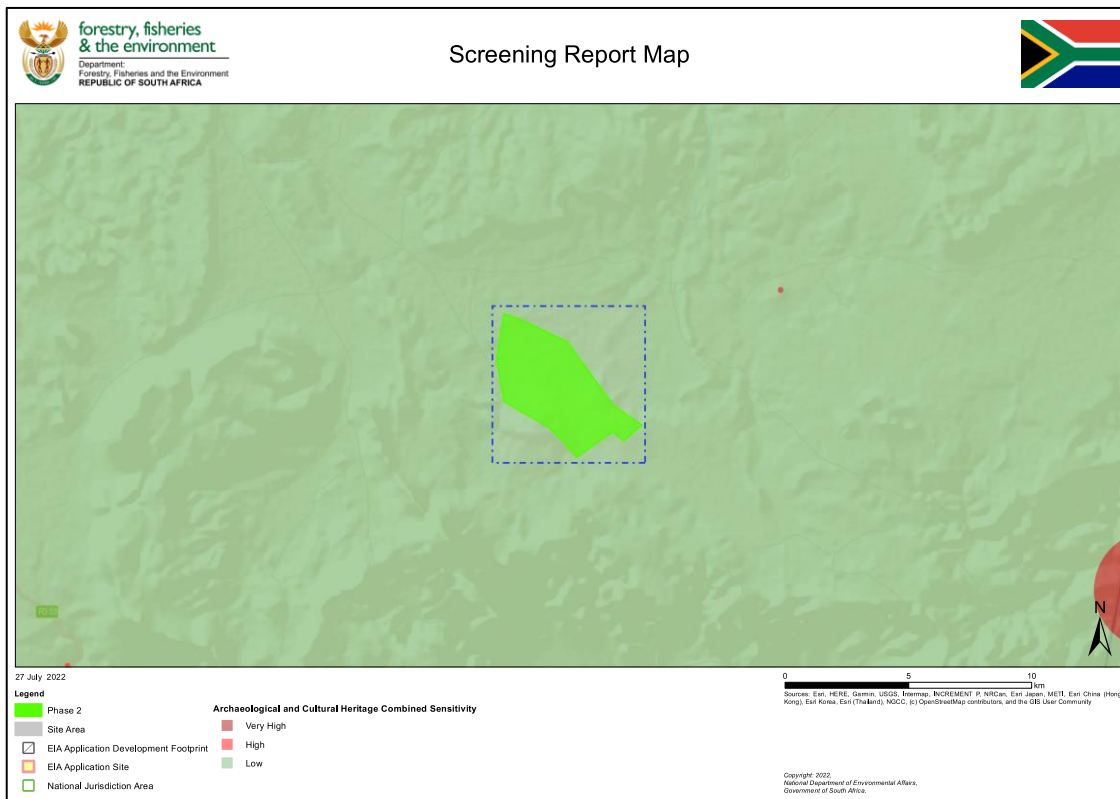 forestry, fisheries
& the environment
Department:
Forestry, Fisheries and the Environment
REPUBLIC OF SOUTH AFRICA
Screening Report Map
N
27 July 2022
Legend
Phase 2
Site Area
EIA Application Development Footprint
EIA Application Site
National Jurisdiction Area
Archaeological and Cultural Heritage Combined Sensitivity
Very High
High
Low
0 5 10
km
Sources: Esri, HERE, Garmin, USGS, Intermap, INCREMENT P, NRCan, Esri Japan, METI, Esri China (Hong
Kong), Esri Korea, Esri (Thailand), NGCC, (c) OpenStreetMap contributors, and the GIS User Community
Copyright: 2022,
National Department of Environmental Affairs,
Government of South Africa.